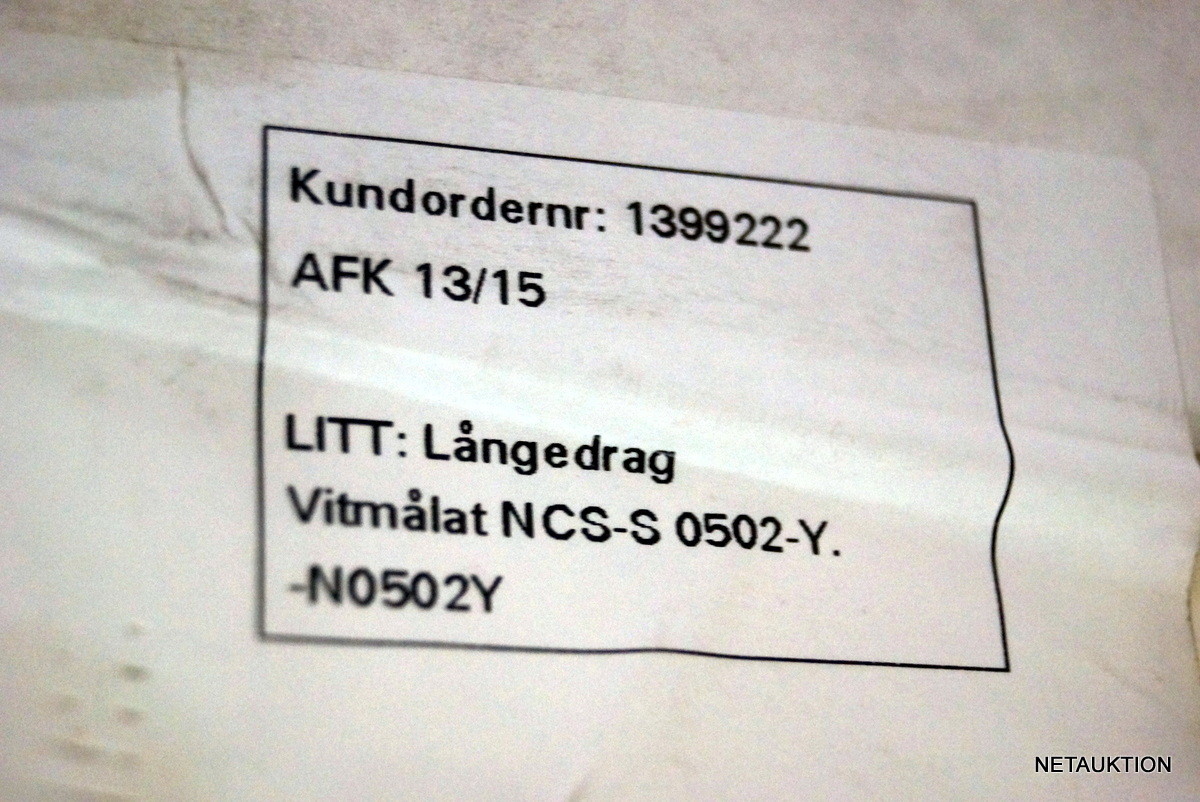 Kundordernr: 1399222
AFK 13/15
LITT: Långedrag
Vitmålat NCS-S 0502-Y.
-N0502Y
NETAUKTION